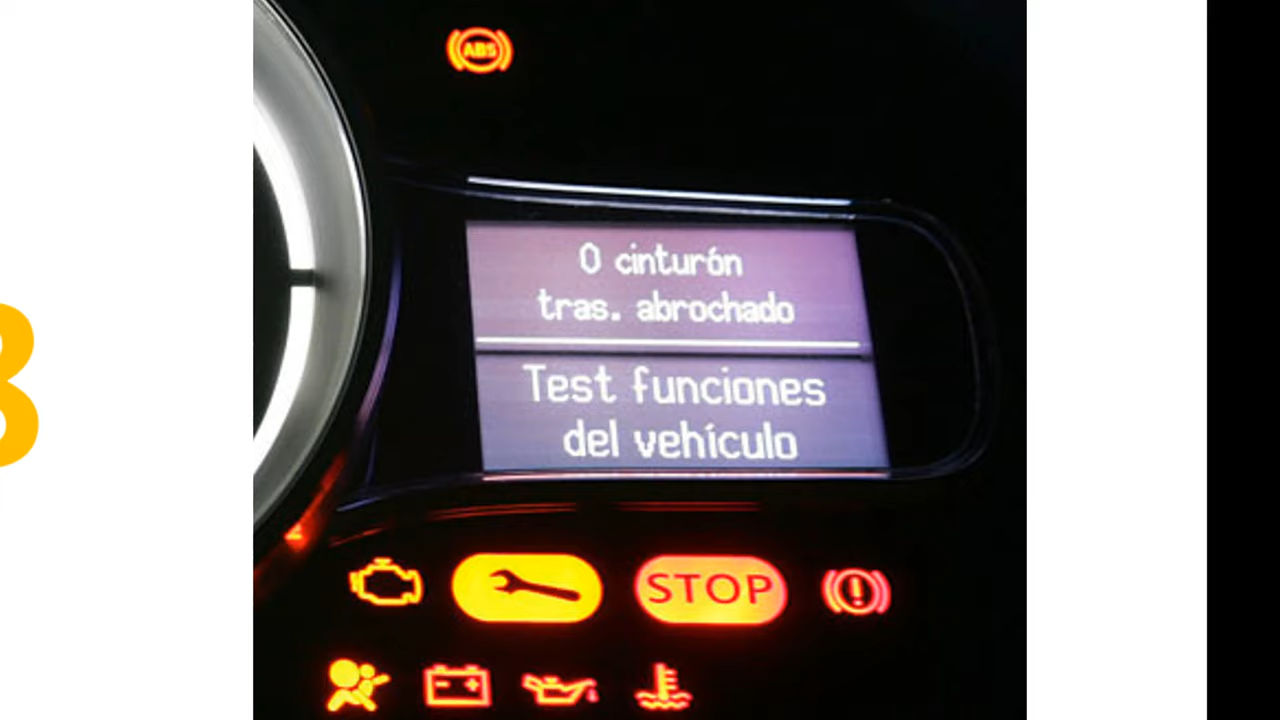 ABS
0 cinturón
tras. abrochado
Test funciones
del vehículo
STOP